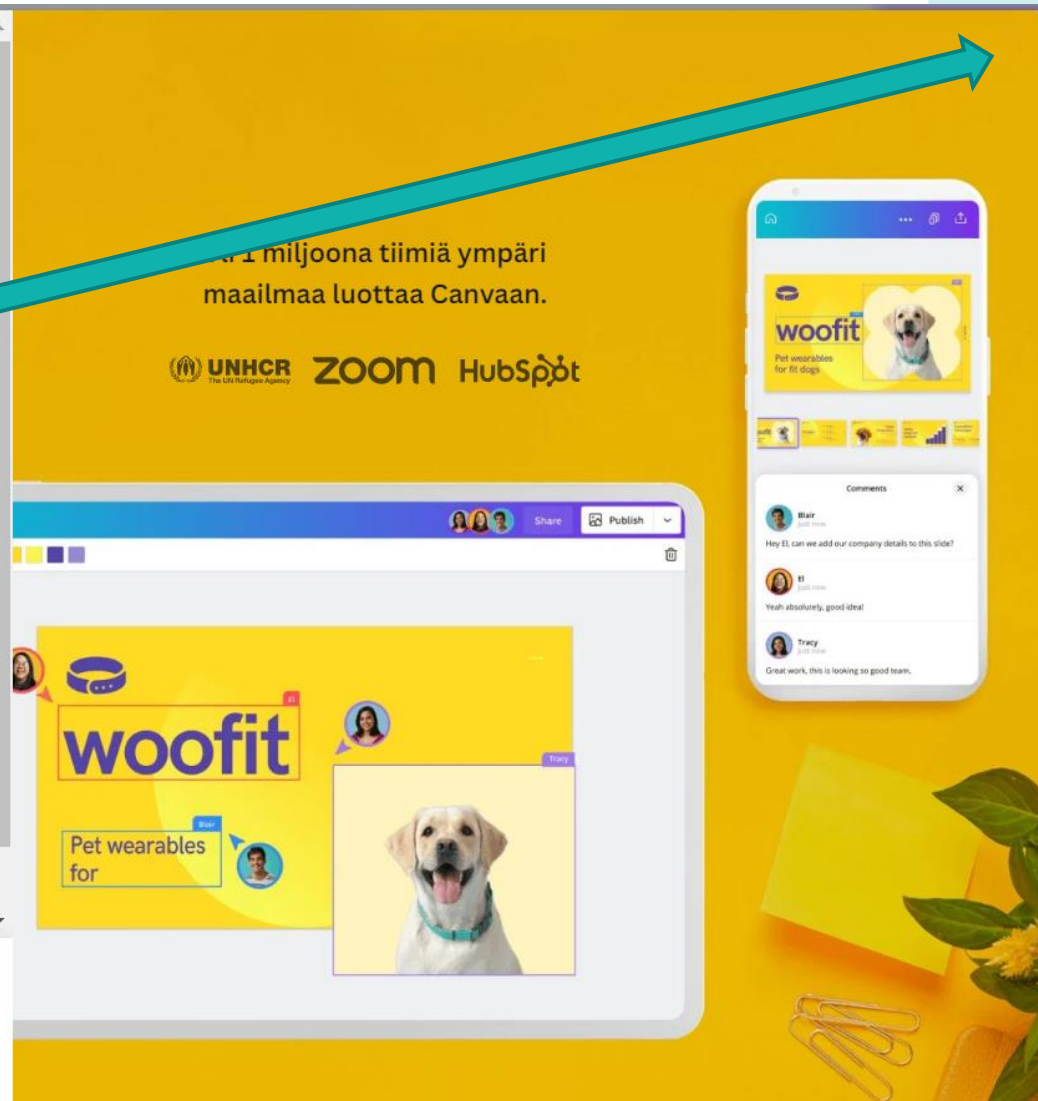 1 miljoona tiimiä ympäri
maailmaa luottaa Canvaan.
UNHCR
The UN Refugee Agency
zoom
HubSpot
woofit
Pet wearables
for fit dogs
Comments
Blair
Just now
Hey El, can we add our company details to this slide?
El
Just now
Yeah absolutely, good idea!
Tracy
Just now
Great work, this is looking so good team.
Share
Publish
El
woofit
Tracy
Blair
Pet wearables
for